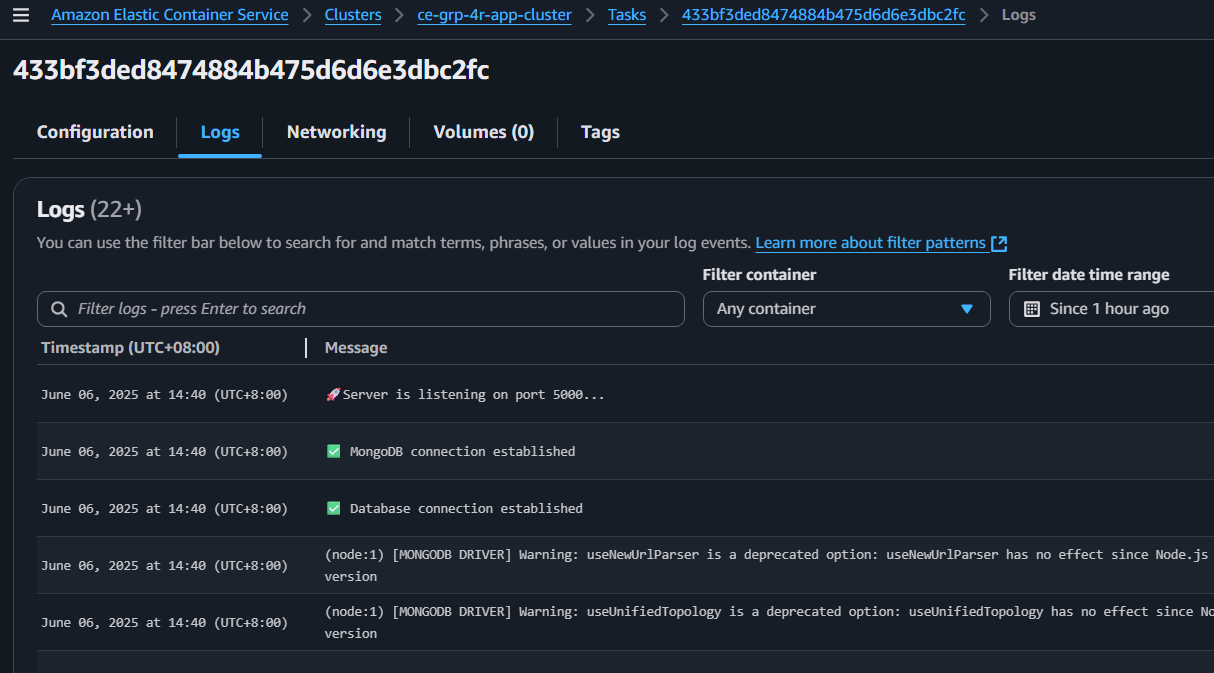 Amazon Elastic Container Service > Clusters > ce-grp-4r-app-cluster > Tasks > 433bf3ded8474884b475d6d6e3dbc2fc > Logs
433bf3ded8474884b475d6d6e3dbc2fc
Configuration Logs Networking Volumes (0) Tags
Logs (22+)
You can use the filter bar below to search for and match terms, phrases, or values in your log events. Learn more about filter patterns
Filter container Filter date time range
Filter logs - press Enter to search Any container Since 1 hour ago
Timestamp (UTC+08:00) Message
June 06, 2025 at 14:40 (UTC+8:00) 🚀Server is listening on port 5000...
June 06, 2025 at 14:40 (UTC+8:00) ✅ MongoDB connection established
June 06, 2025 at 14:40 (UTC+8:00) ✅ Database connection established
June 06, 2025 at 14:40 (UTC+8:00) (node:1) [MONGODB DRIVER] Warning: useNewUrlParser is a deprecated option: useNewUrlParser has no effect since Node.js
version
June 06, 2025 at 14:40 (UTC+8:00) (node:1) [MONGODB DRIVER] Warning: useUnifiedTopology is a deprecated option: useUnifiedTopology has no effect since No
version